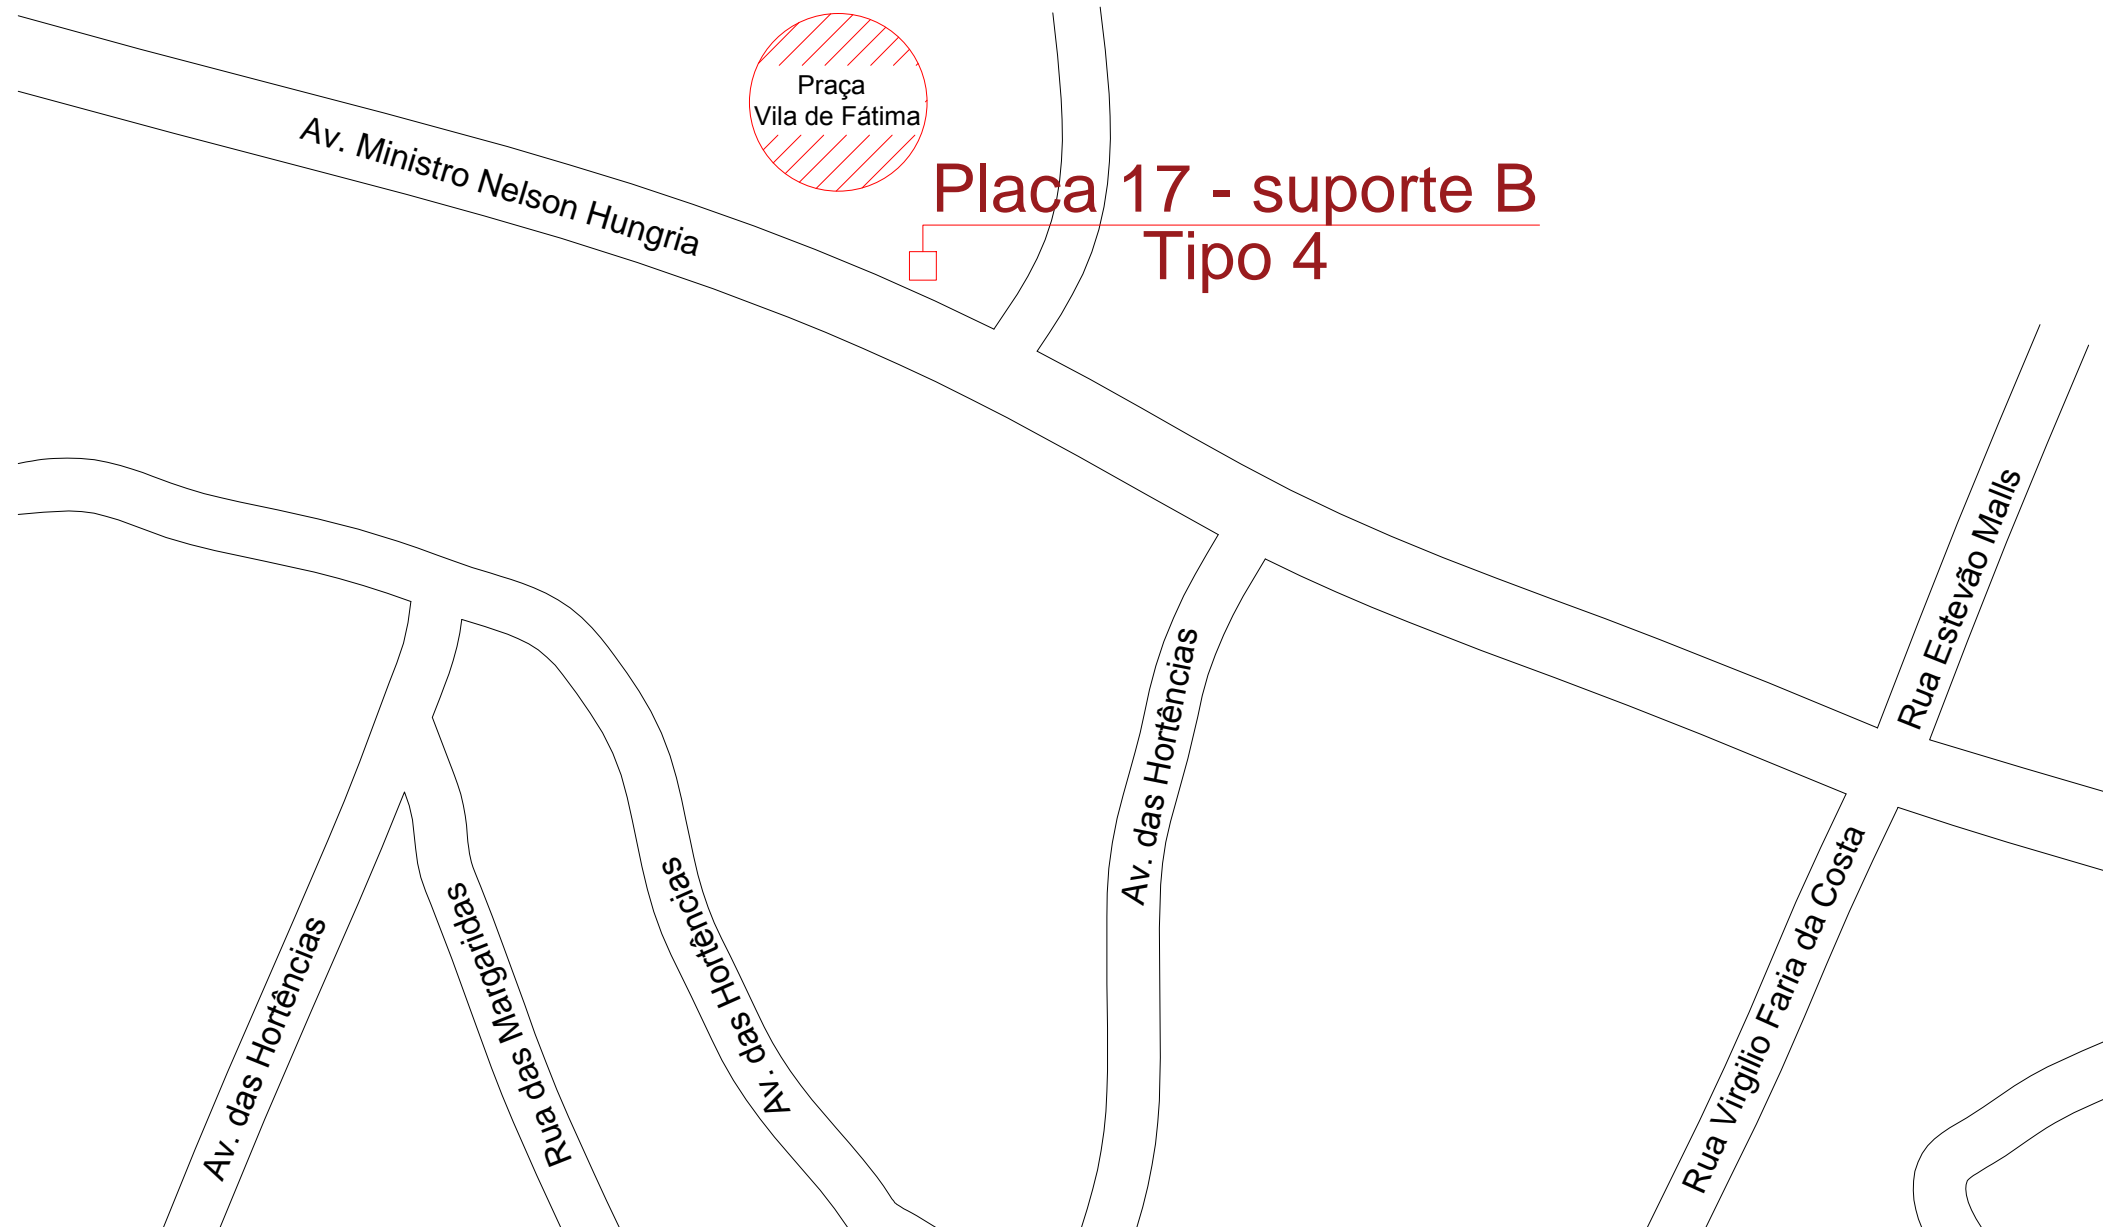 Praça
Vila de Fátima
Av. Ministro Nelson Hungria
Placa 17 - suporte B
Tipo 4
Rua Estevão Malls
Av. das Hortências
Rua Virgilio Faria da Costa
Av. das Hortências
Rua das Margaridas
Av. das Hortências